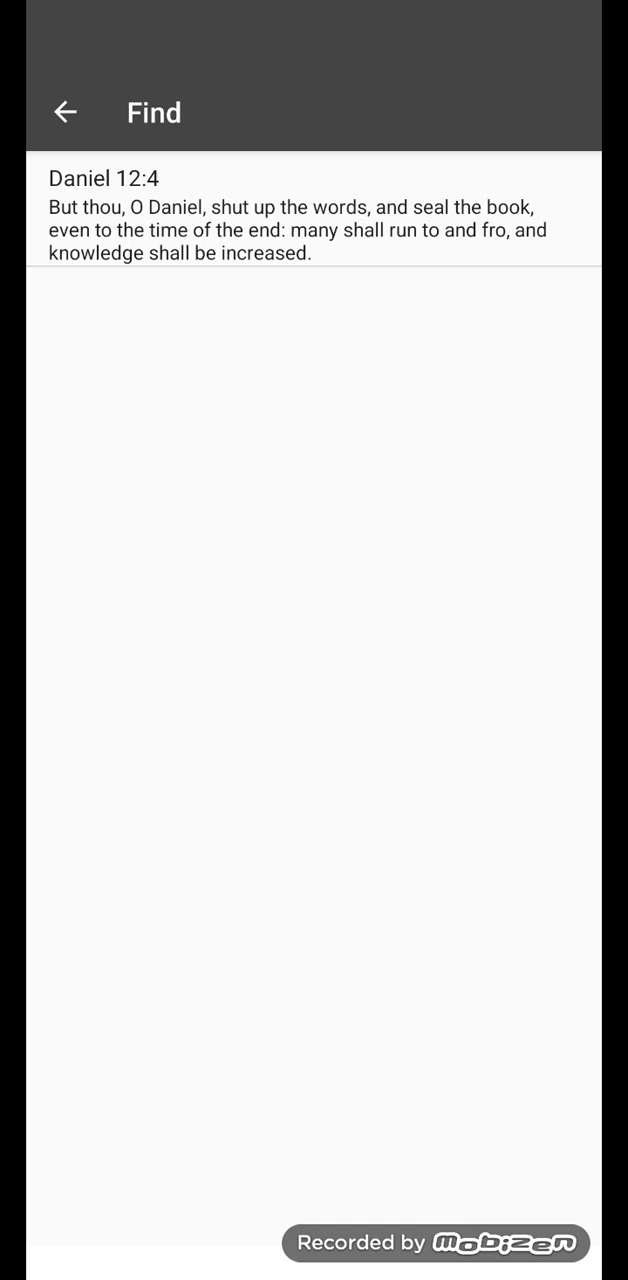 Find
Daniel 12:4
But thou, O Daniel, shut up the words, and seal the book,
even to the time of the end: many shall run to and fro, and
knowledge shall be increased.
Recorded by mobizen